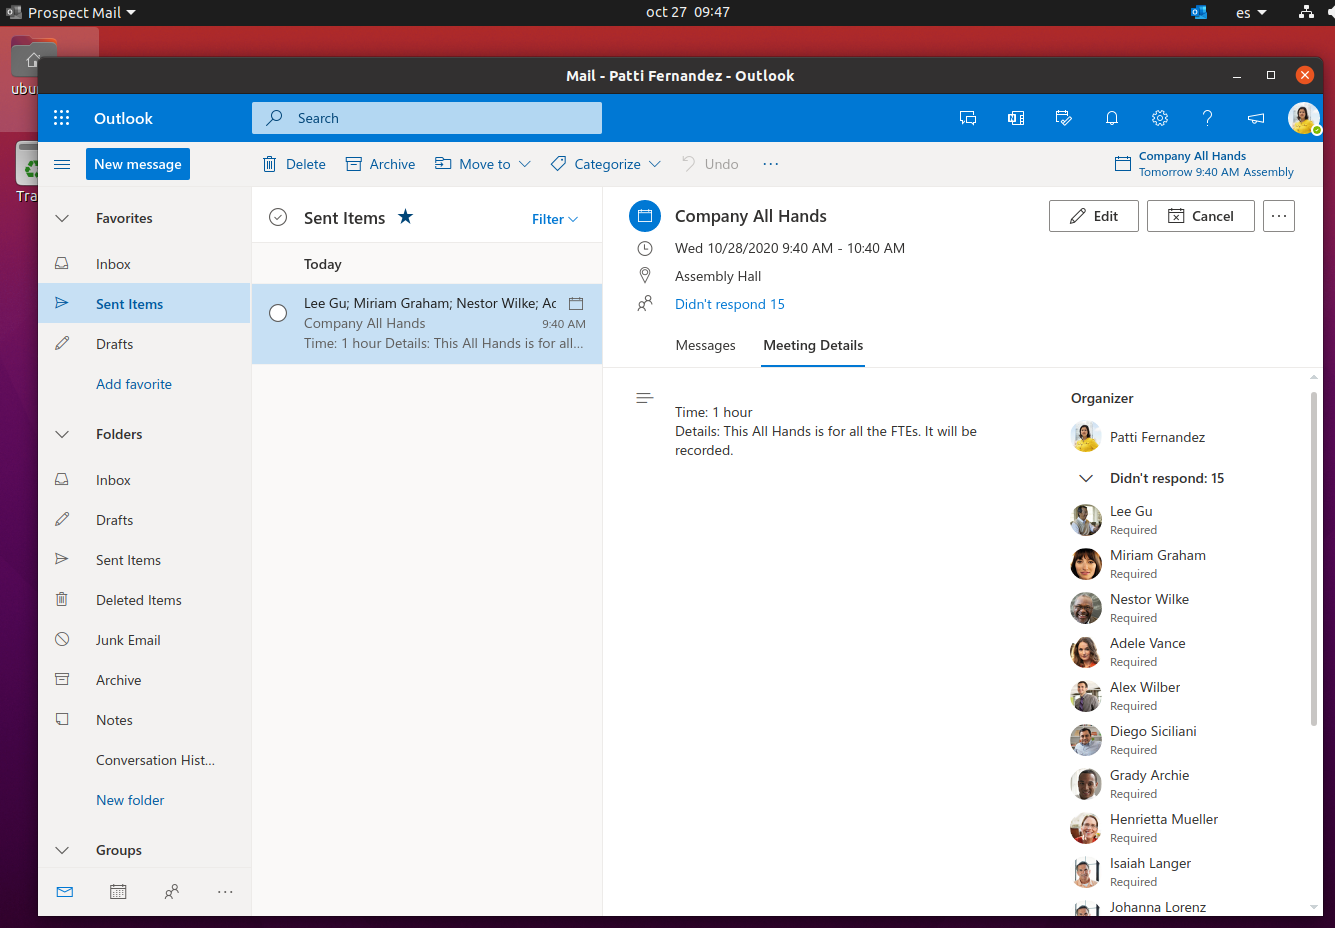 Prospect Mail
oct 27 09:47
es
Mail - Patti Fernandez - Outlook
Outlook
Search
New message
Delete
Archive
Move to
Categorize
Undo
Company All Hands
Tomorrow 9:40 AM Assembly
Favorites
Inbox
Sent Items
Drafts
Add favorite
Folders
Inbox
Drafts
Sent Items
Deleted Items
Junk Email
Archive
Notes
Conversation Hist...
New folder
Groups
Sent Items
Filter
Today
Lee Gu; Miriam Graham; Nestor Wilke;
Company All Hands
9:40 AM
Time: 1 hour Details: This All Hands is for all...
Company All Hands
Edit
Cancel
Wed 10/28/2020 9:40 AM - 10:40 AM
Assembly Hall
Didn't respond 15
Messages
Meeting Details
Time: 1 hour
Details: This All Hands is for all the FTEs. It will be
recorded.
Organizer
Patti Fernandez
Didn't respond: 15
Lee Gu
Required
Miriam Graham
Required
Nestor Wilke
Required
Adele Vance
Required
Alex Wilber
Required
Diego Siciliani
Required
Grady Archie
Required
Henrietta Mueller
Required
Isaiah Langer
Required
Johanna Lorenz